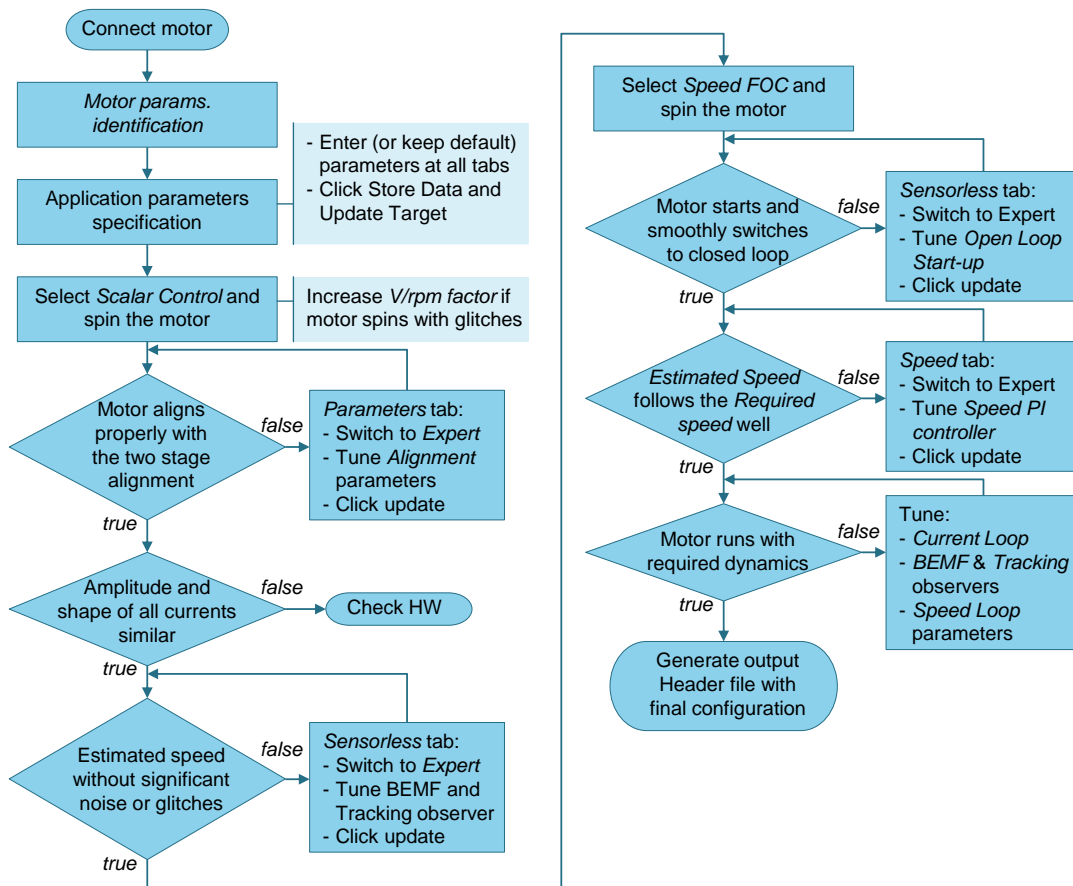 Connect motor
Motor params.
identification
- Enter (or keep default)
parameters at all tabs
- Click Store Data and
Update Target
Application parameters
specification
Select Scalar Control and
spin the motor
Increase V/rpm factor if
motor spins with glitches
Motor aligns
properly with
the two stage
alignment
false
Parameters tab:
- Switch to Expert
- Tune Alignment
parameters
- Click update
true
Amplitude and
shape of all currents
similar
false
Check HW
true
Estimated speed
without significant
noise or glitches
false
Sensorless tab:
- Switch to Expert
- Tune BEMF and
Tracking observer
- Click update
true
Select Speed FOC and
spin the motor
Motor starts and
smoothly switches
to closed loop
false
Sensorless tab:
- Switch to Expert
- Tune Open Loop
Start-up
- Click update
true
Estimated Speed
follows the Required
speed well
false
Speed tab:
- Switch to Expert
- Tune Speed PI
controller
- Click update
true
Motor runs with
required dynamics
false
Tune:
- Current Loop
- BEMF & Tracking
observers
- Speed Loop
parameters
true
Generate output
Header file with
final configuration